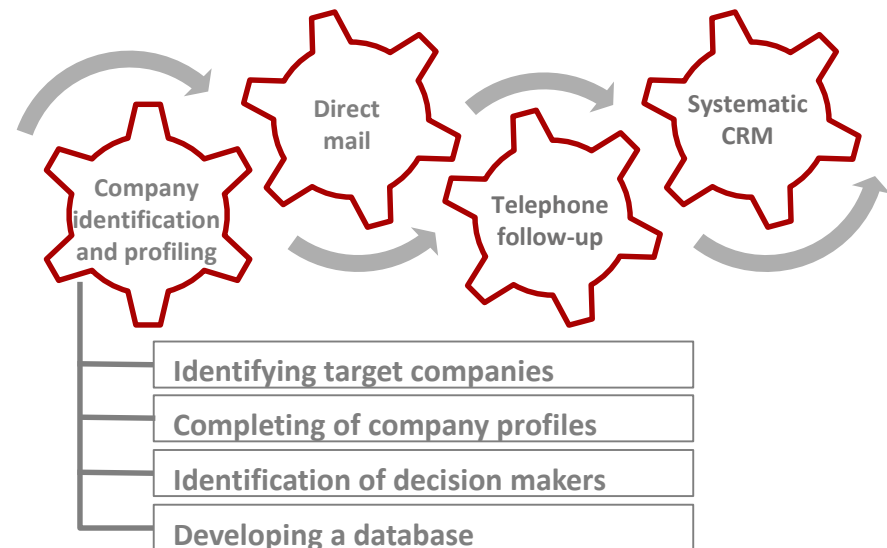 Company
identification
and profiling
Direct
mail
Telephone
follow-up
Systematic
CRM
Identifying target companies
Completing of company profiles
Identification of decision makers
Developing a database